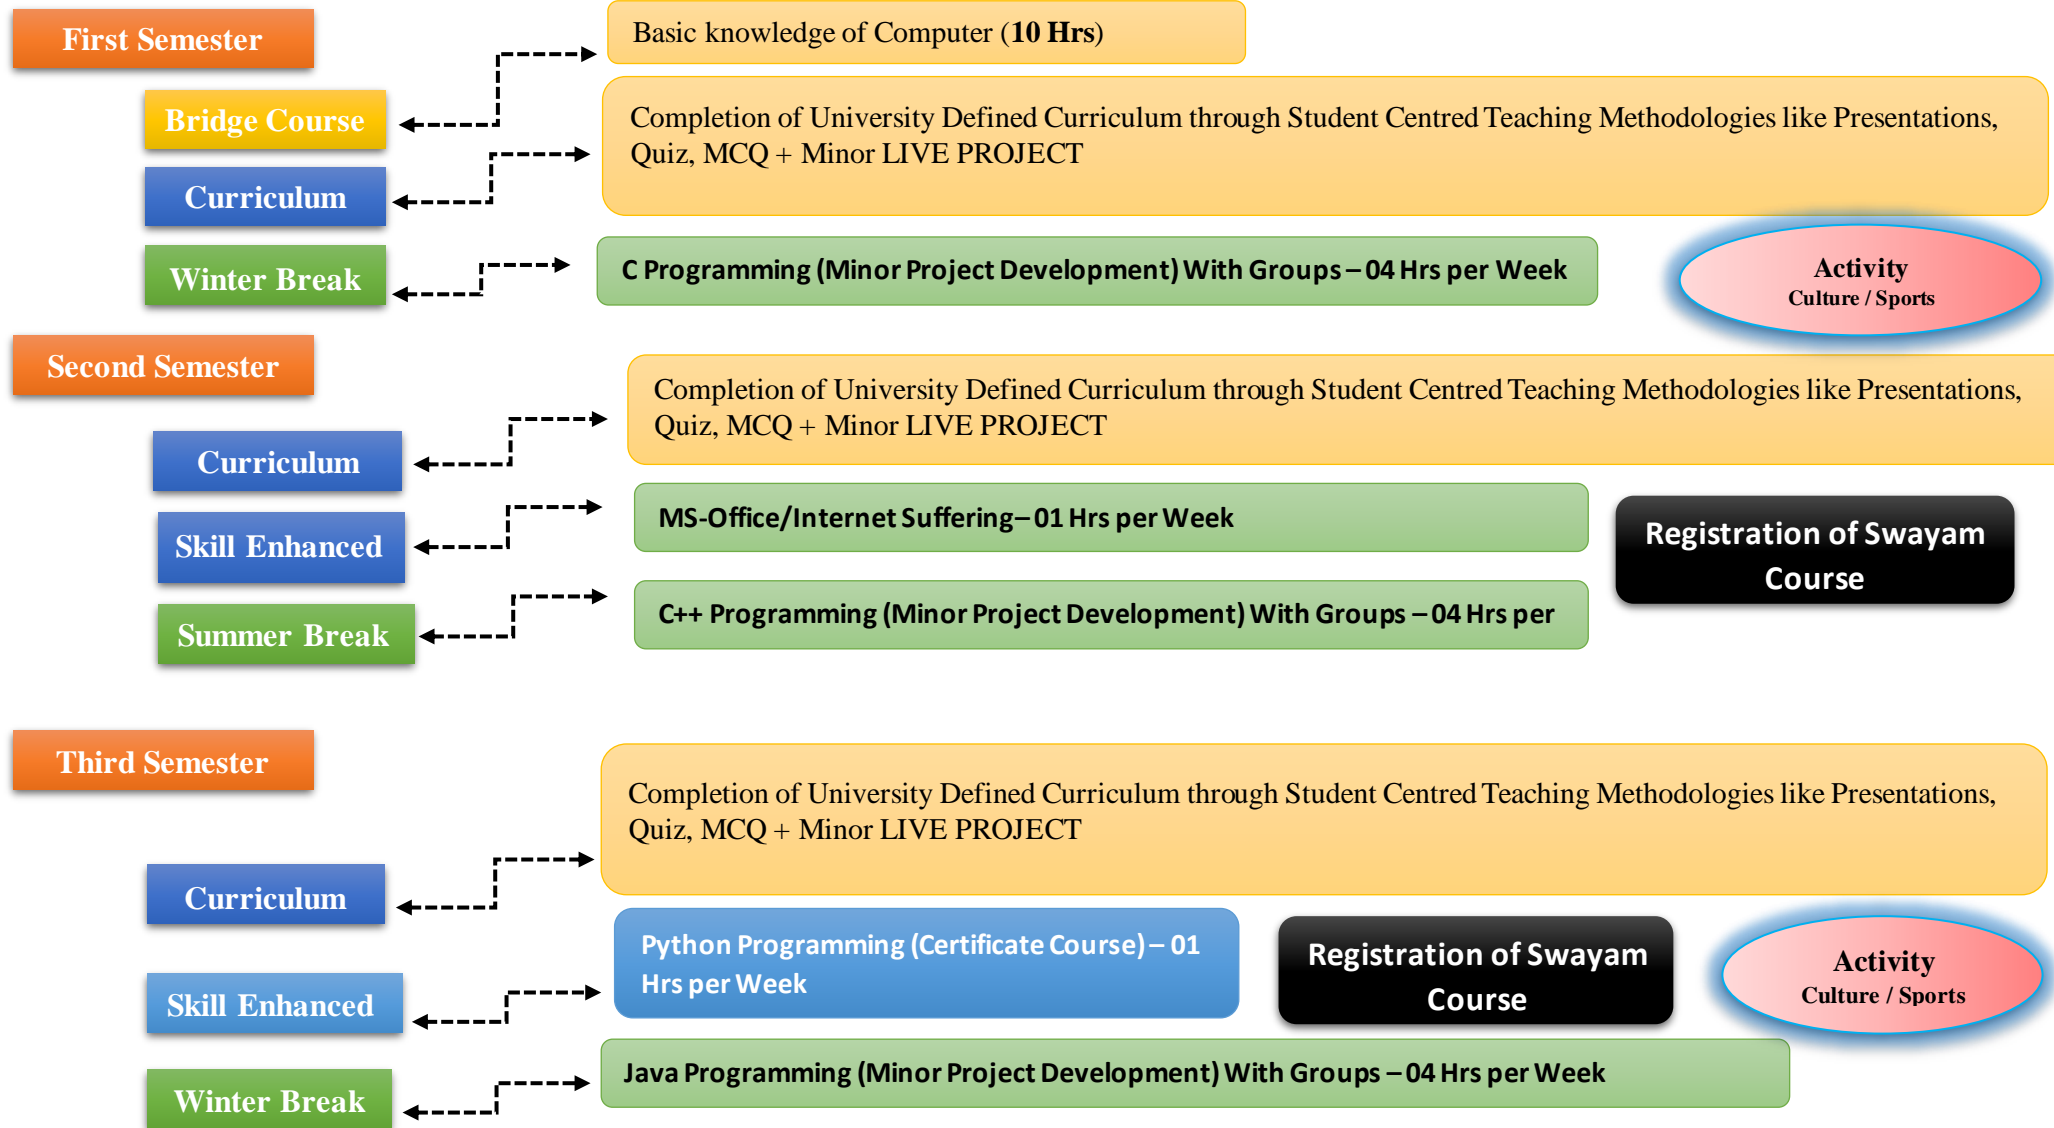 First Semester
Basic knowledge of Computer (10 Hrs)
Bridge Course
Completion of University Defined Curriculum through Student Centred Teaching Methodologies like Presentations,
Quiz, MCQ + Minor LIVE PROJECT
Curriculum
Winter Break
C Programming (Minor Project Development) With Groups – 04 Hrs per Week
Activity
Culture / Sports
Second Semester
Completion of University Defined Curriculum through Student Centred Teaching Methodologies like Presentations,
Quiz, MCQ + Minor LIVE PROJECT
Curriculum
Skill Enhanced
MS-Office/Internet Suffering– 01 Hrs per Week
Registration of Swayam
Course
Summer Break
C++ Programming (Minor Project Development) With Groups – 04 Hrs per
Third Semester
Completion of University Defined Curriculum through Student Centred Teaching Methodologies like Presentations,
Quiz, MCQ + Minor LIVE PROJECT
Curriculum
Skill Enhanced
Python Programming (Certificate Course) – 01
Hrs per Week
Registration of Swayam
Course
Activity
Culture / Sports
Winter Break
Java Programming (Minor Project Development) With Groups – 04 Hrs per Week